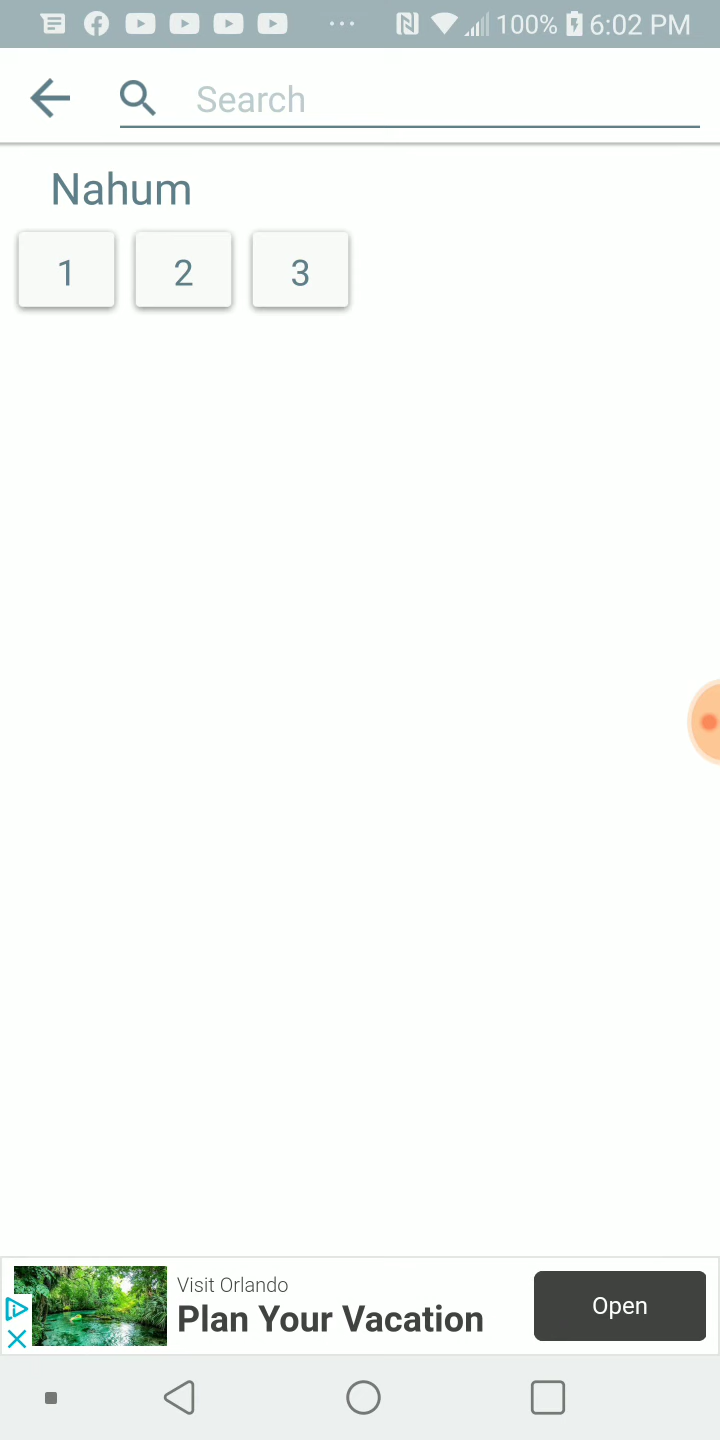 100% 6:02 PM
Search
Nahum
1 2 3
Visit Orlando
Plan Your Vacation
Open